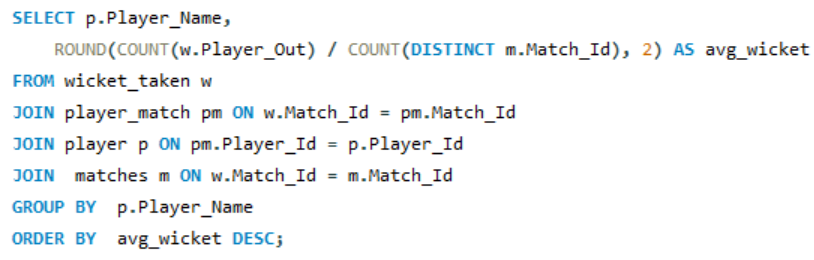 SELECT p.Player_Name,
    ROUND(COUNT(w.Player_Out) / COUNT(DISTINCT m.Match_Id), 2) AS avg_wicket
FROM wicket_taken w
JOIN player_match pm ON w.Match_Id = pm.Match_Id
JOIN player p ON pm.Player_Id = p.Player_Id
JOIN  matches m ON w.Match_Id = m.Match_Id
GROUP BY  p.Player_Name
ORDER BY  avg_wicket DESC;